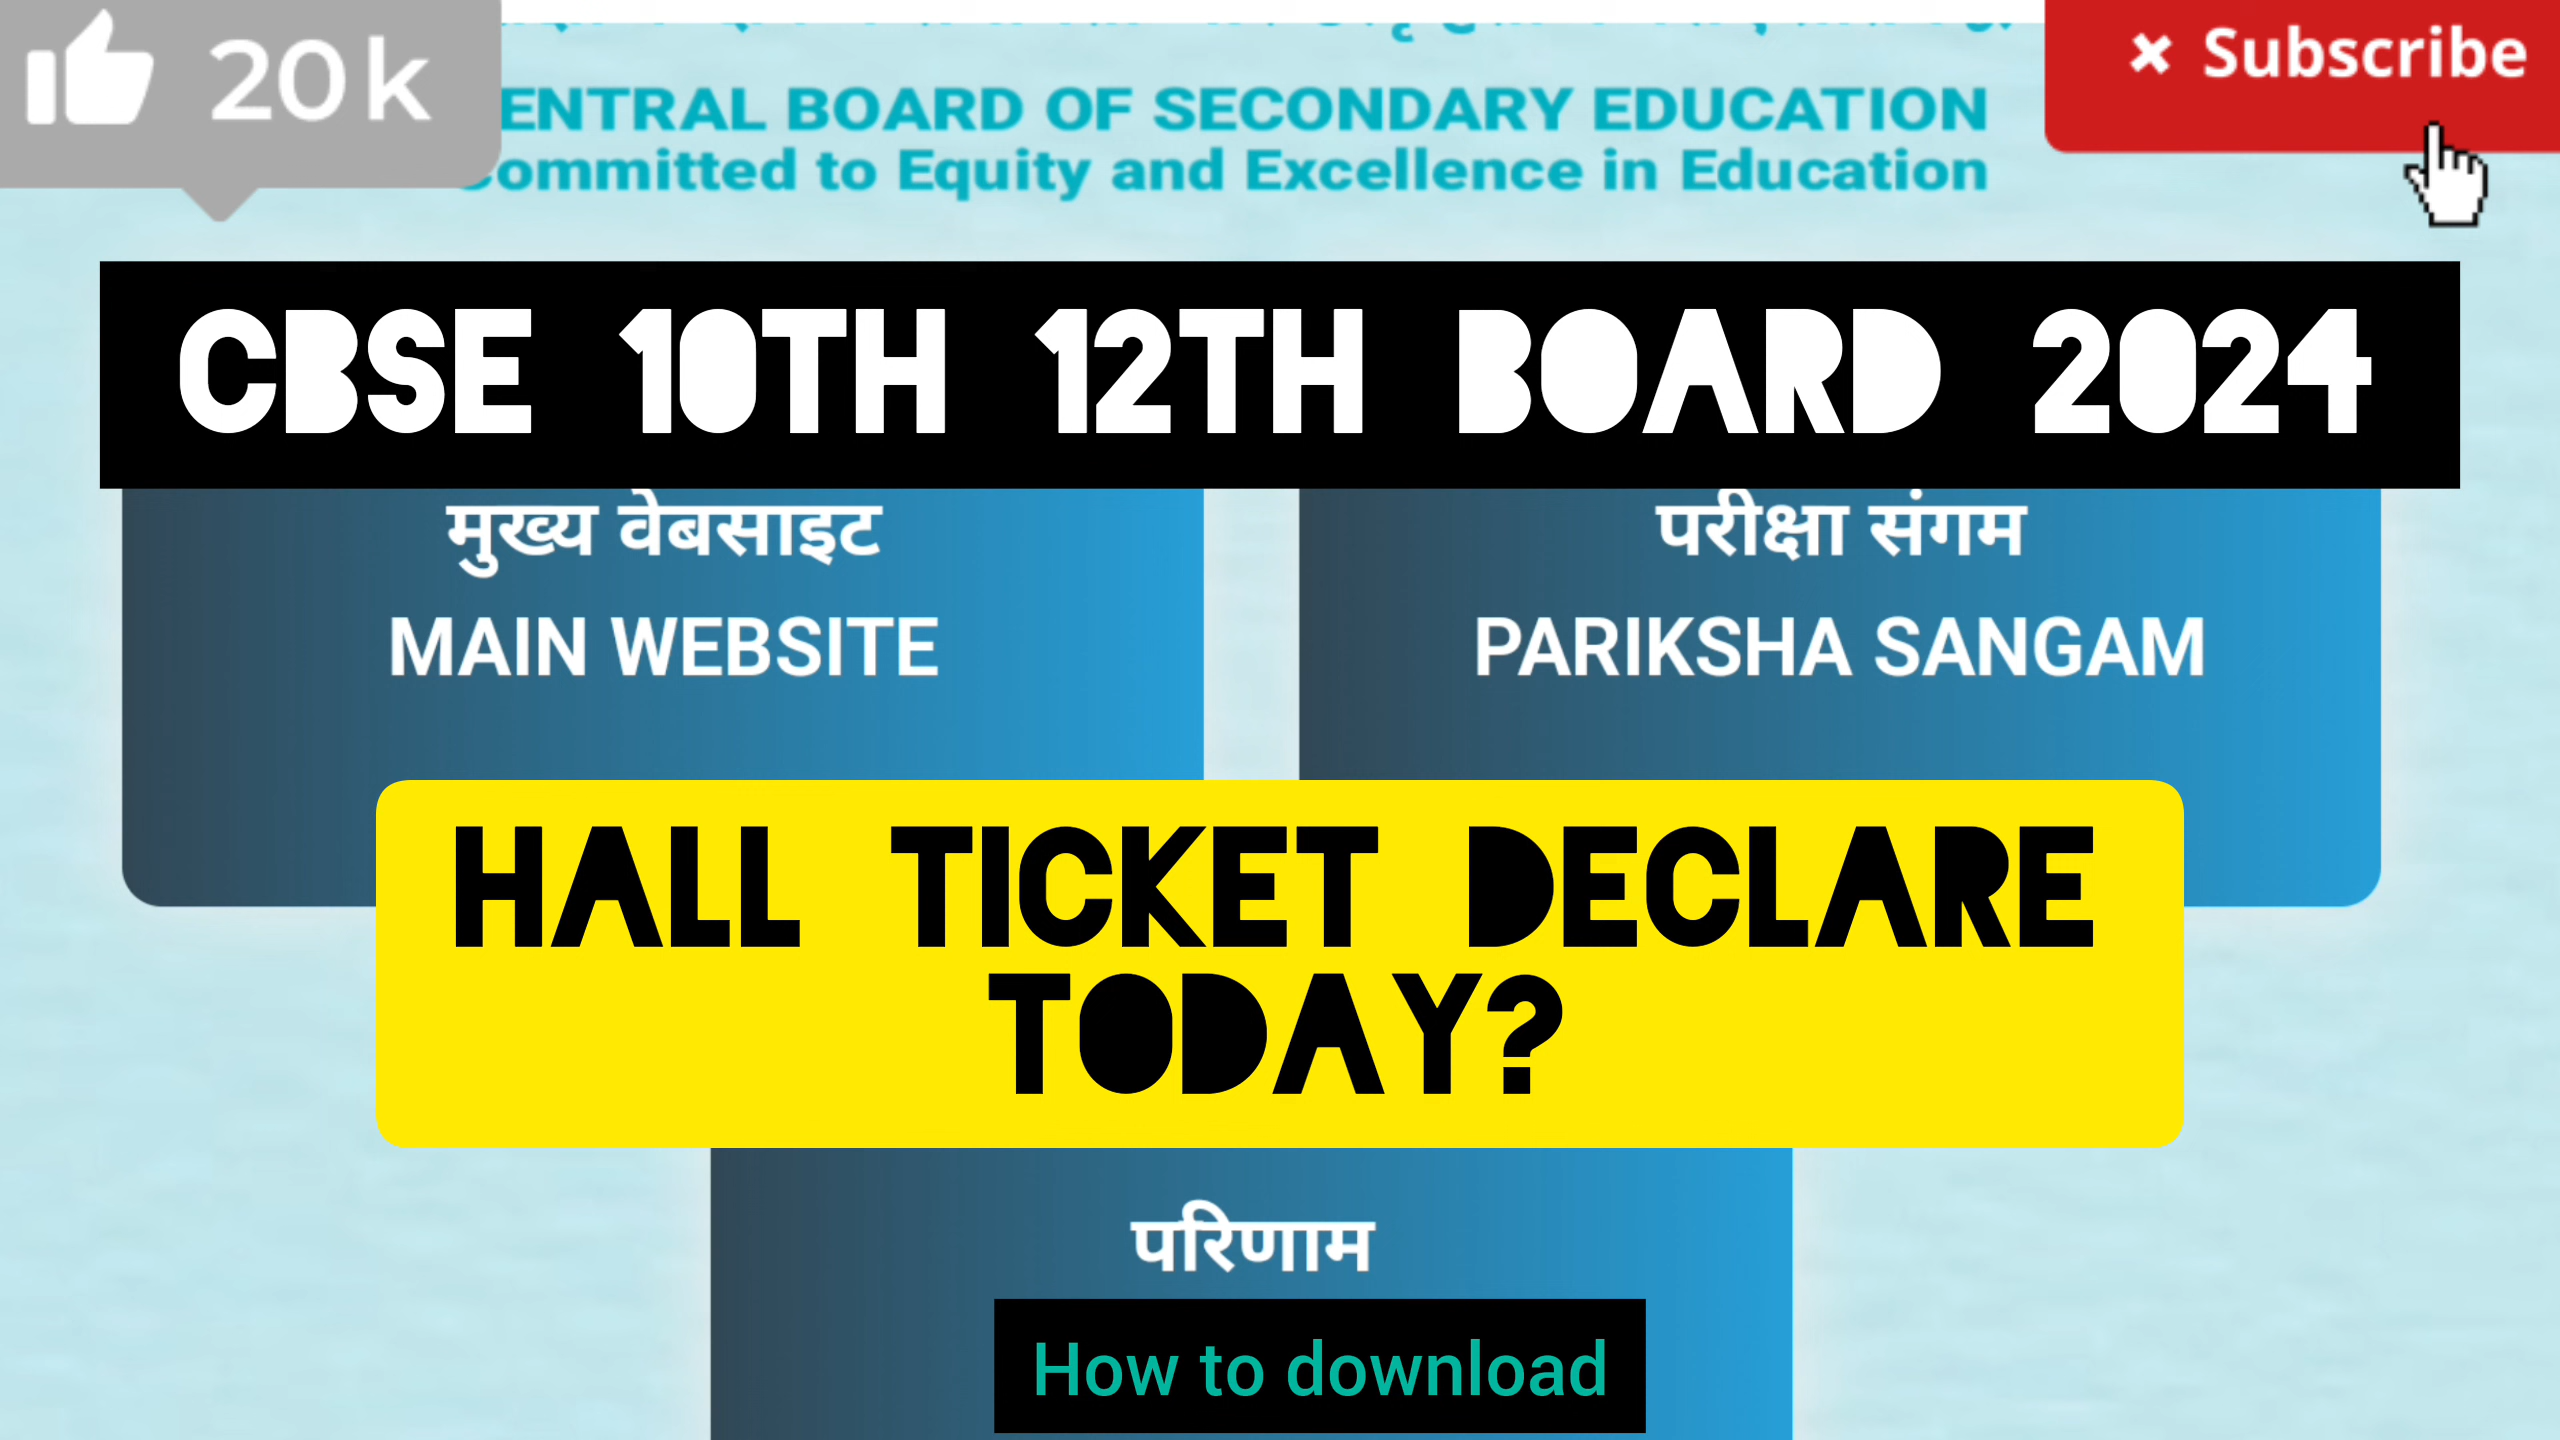 20k
Subscribe
ENTRAL BOARD OF SECONDARY EDUCATION
ommitted to Equity and Excellence in Education
CBSE 10TH 12TH BOARD 2024
मुख्य वेबसाइट
MAIN WEBSITE
परीक्षा संगम
PARIKSHA SANGAM
HALL TICKET DECLARE
TODAY?
परिणाम
How to download